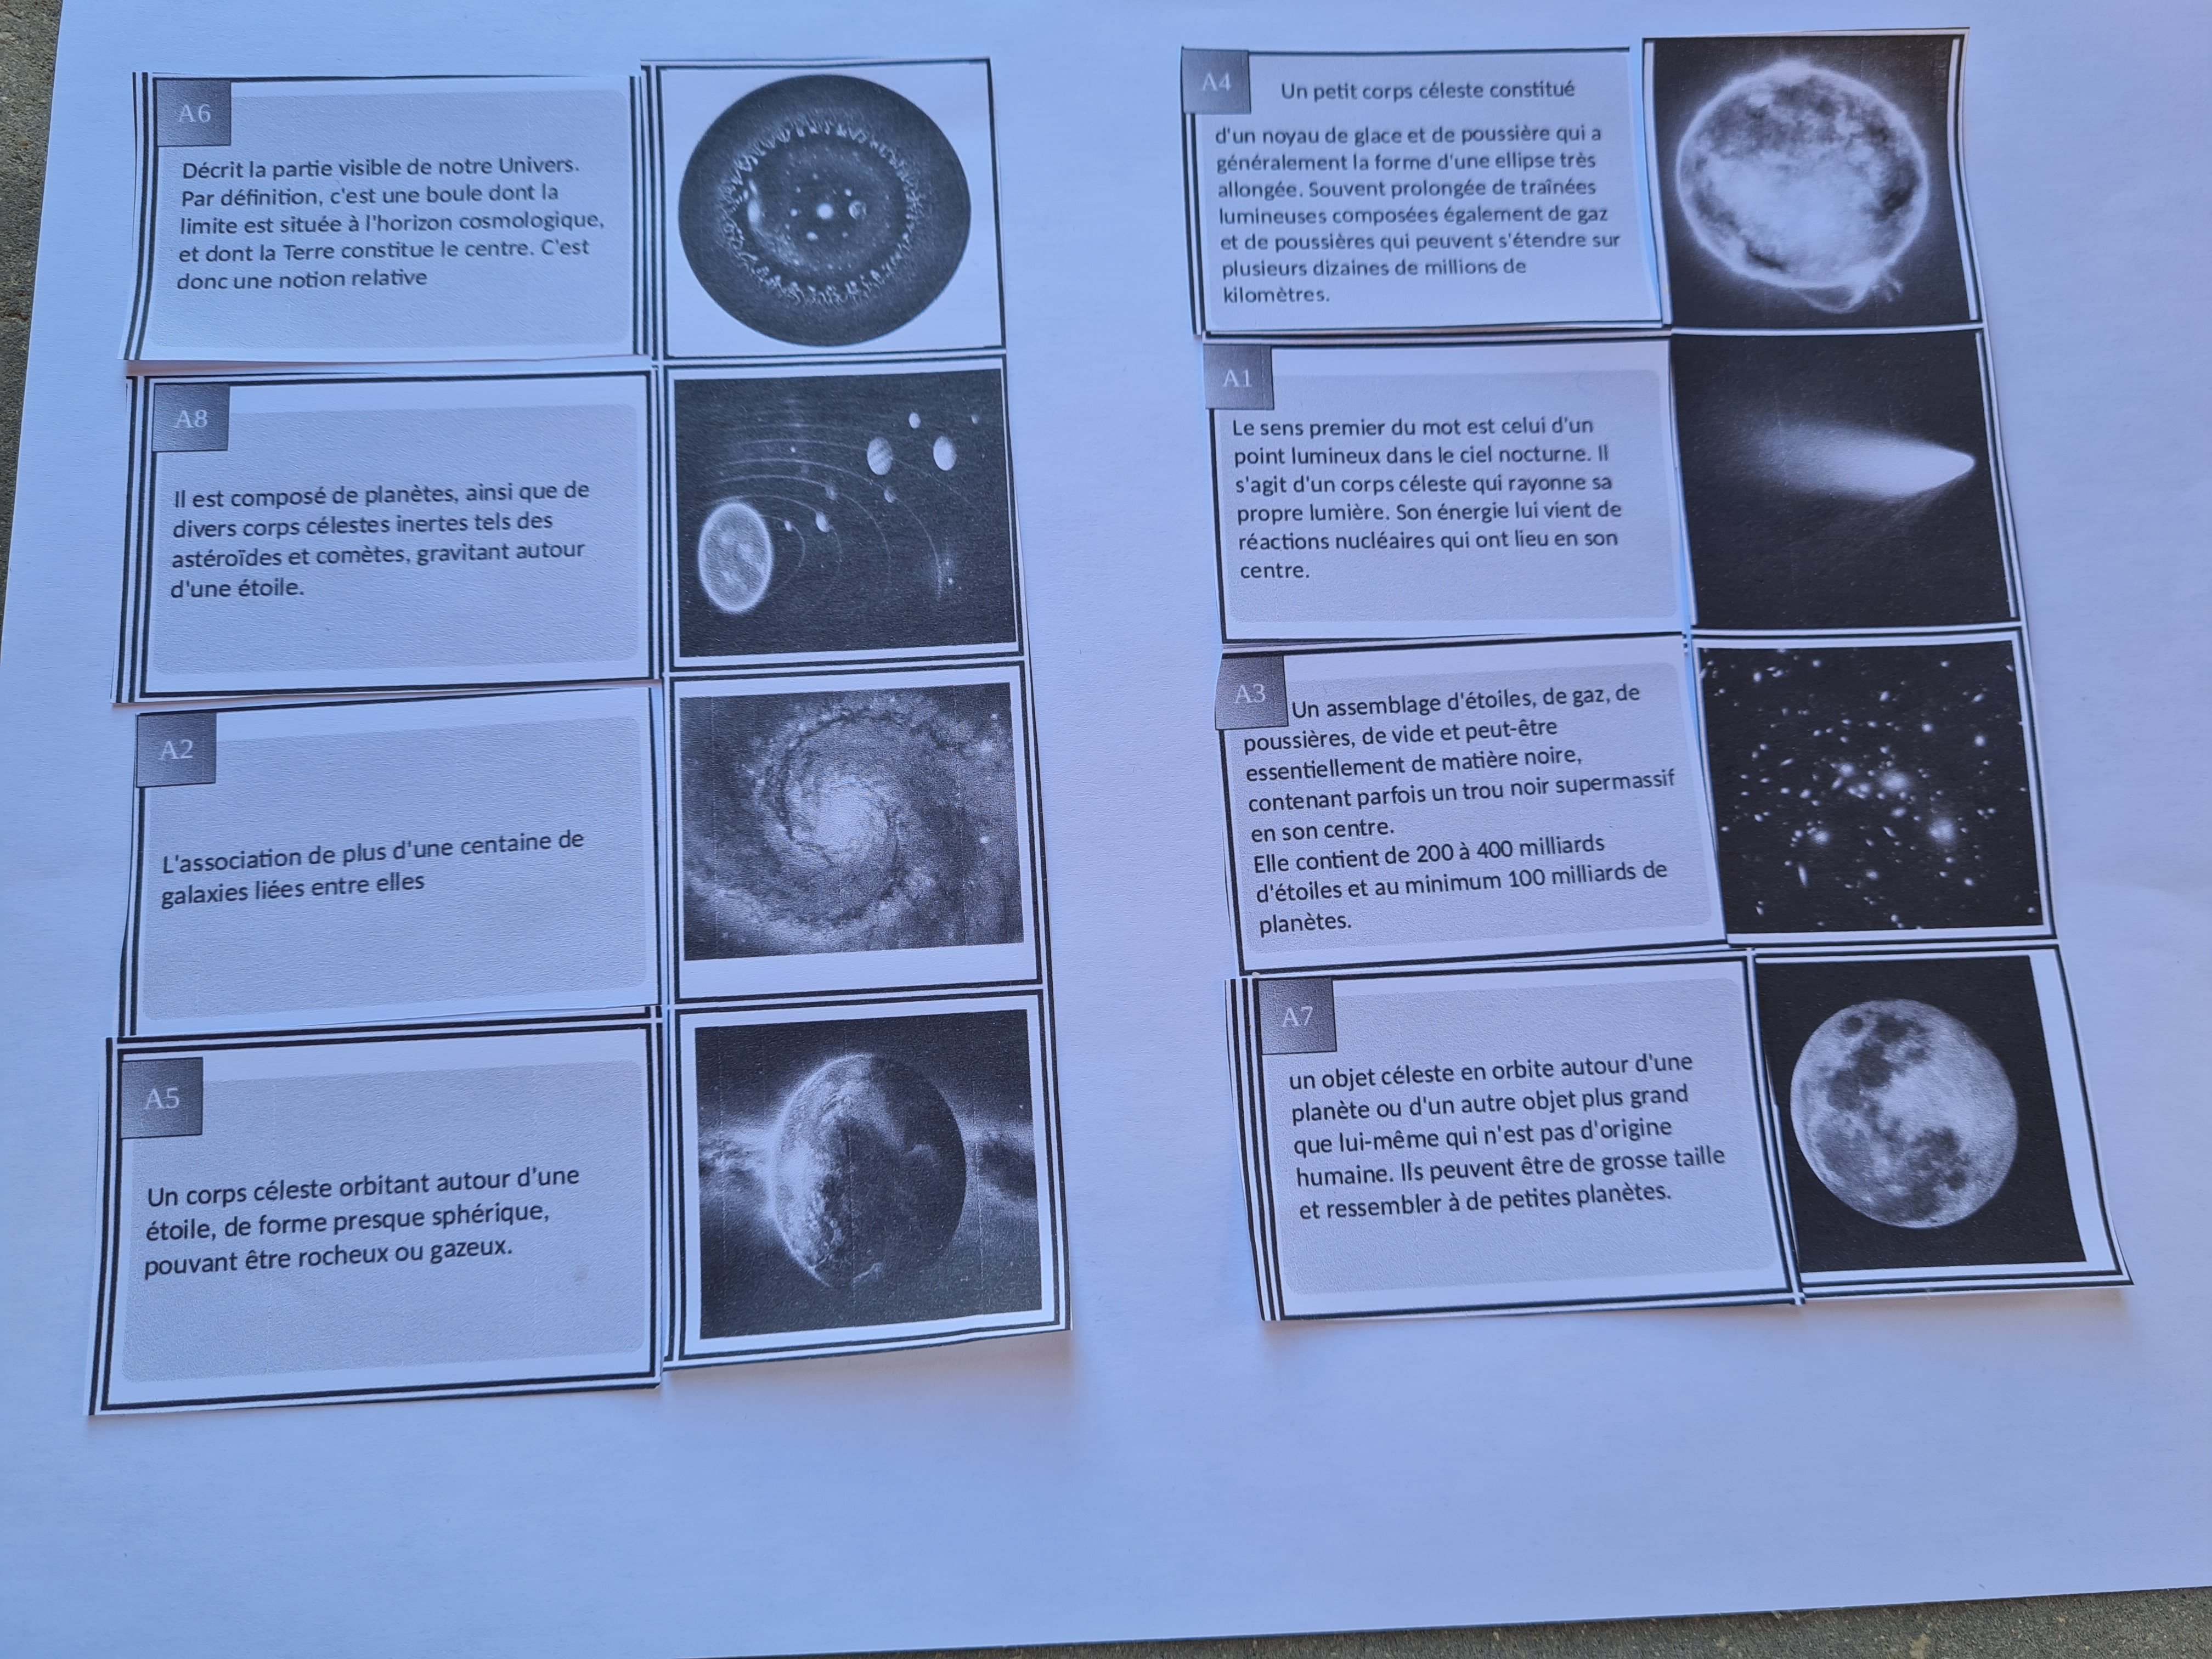 A6
Décrit la partie visible de notre Univers.
Par définition, c'est une boule dont la
limite est située à l'horizon cosmologique,
et dont la Terre constitue le centre. C'est
donc une notion relative
A8
Il est composé de planètes, ainsi que de
divers corps célestes inertes tels des
astéroïdes et comètes, gravitant autour
d'une étoile.
A2
L'association de plus d'une centaine de
galaxies liées entre elles
A5
Un corps céleste orbitant autour d'une
étoile, de forme presque sphérique,
pouvant être rocheux ou gazeux.
A4
Un petit corps céleste constitué
d'un noyau de glace et de poussière qui a
généralement la forme d'une ellipse très
allongée. Souvent prolongée de traînées
lumineuses composées également de gaz
et de poussières qui peuvent s'étendre sur
plusieurs dizaines de millions de
kilomètres.
A1
Le sens premier du mot est celui d'un
point lumineux dans le ciel nocturne. Il
s'agit d'un corps céleste qui rayonne sa
propre lumière. Son énergie lui vient de
réactions nucléaires qui ont lieu en son
centre.
A3
Un assemblage d'étoiles, de gaz, de
poussières, de vide et peut-être
essentiellement de matière noire,
contenant parfois un trou noir supermassif
en son centre.
Elle contient de 200 à 400 milliards
d'étoiles et au minimum 100 milliards de
planètes.
A7
un objet céleste en orbite autour d'une
planète ou d'un autre objet plus grand
que lui-même qui n'est pas d'origine
humaine. Ils peuvent être de grosse taille
et ressembler à de petites planètes.